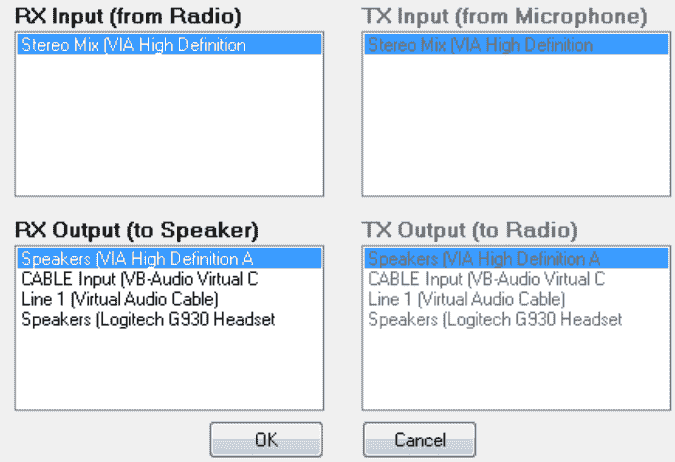 RX Input (from Radio)
TX Input (from Microphone)
Stereo Mix (VIA High Definition
Stereo Mix (VIA High Definition
RX Output (to Speaker)
TX Output (to Radio)
Speakers (VIA High Definition A
CABLE Input (VB-Audio Virtual C
Line 1 (Virtual Audio Cable)
Speakers (Logitech G930 Headset
Speakers (VIA High Definition A
CABLE Input (VB-Audio Virtual C
Line 1 (Virtual Audio Cable)
Speakers (Logitech G930 Headset
OK
Cancel